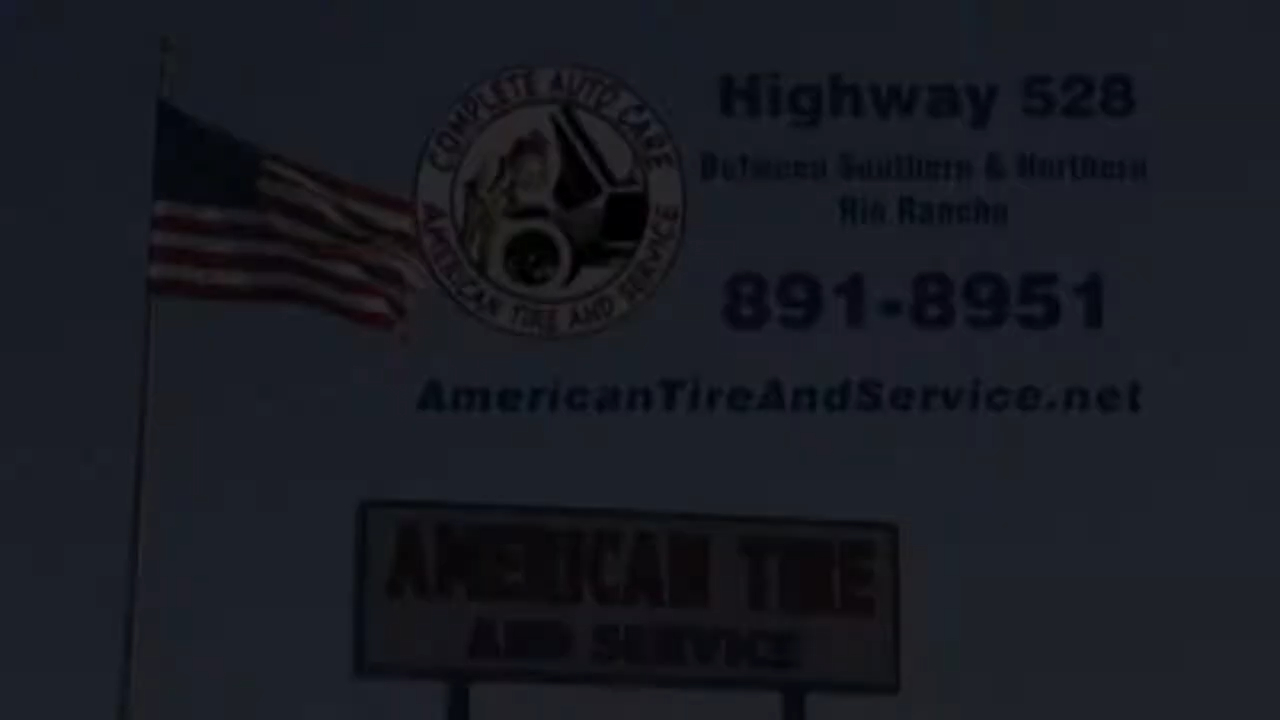 COMPLETE AUTO CARE
AMERICAN TIRE AND SERVICE
Highway 528
Between Southern & Northern
Rio Rancho
891-8951
AmericanTireAndService.net
AMERICAN TIRE
AND SERVICE